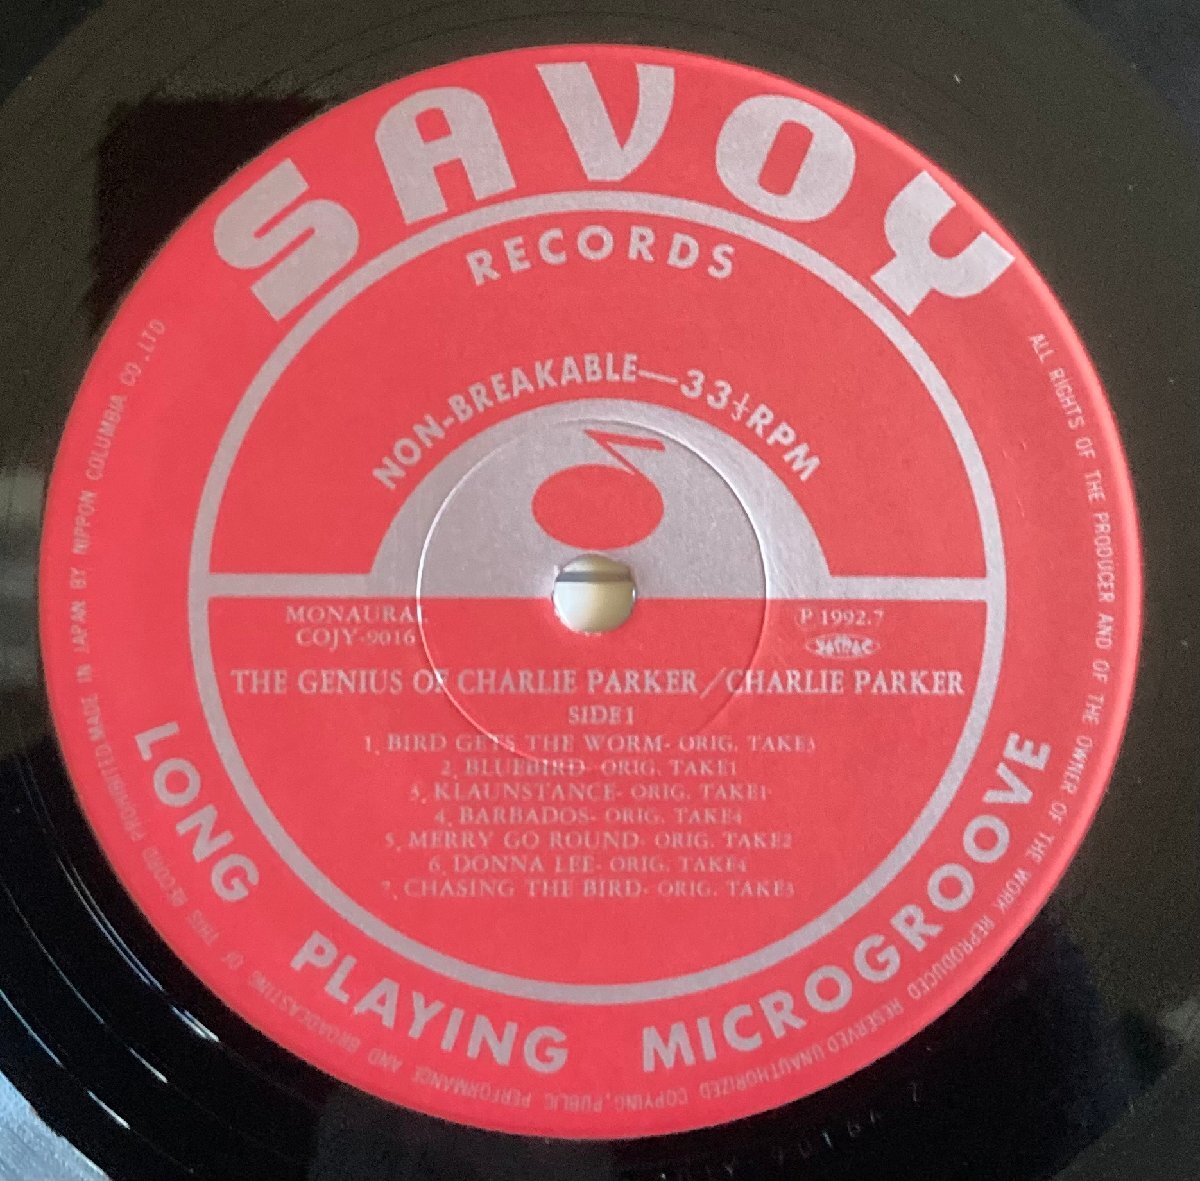 SAVOY
RECORDS
NON-BREAKABLE—33⅓RPM
MONAURAL
COJY-9016
Ⓟ 1992.7
THE GENIUS OF CHARLIE PARKER/CHARLIE PARKER
SIDE1
1. BIRD GETS THE WORM- ORIG. TAKE3
2. BLUEBIRD- ORIG. TAKE1
3. KLAUNSTANCE- ORIG. TAKE1
4. BARBADOS- ORIG. TAKE4
5. MERRY GO ROUND- ORIG. TAKE2
6. DONNA LEE- ORIG. TAKE4
7. CHASING THE BIRD- ORIG. TAKE3
LONG PLAYING MICROGROOVE
ALL RIGHTS OF THE PRODUCER AND OF THE OWNER OF THE WORK REPRODUCED RESERVED UNAUTHORIZED COPYING, PUBLIC PERFORMANCE AND BROADCASTING OF THIS RECORD PROHIBITED. MADE IN JAPAN BY NIPPON COLUMBIA CO., LTD